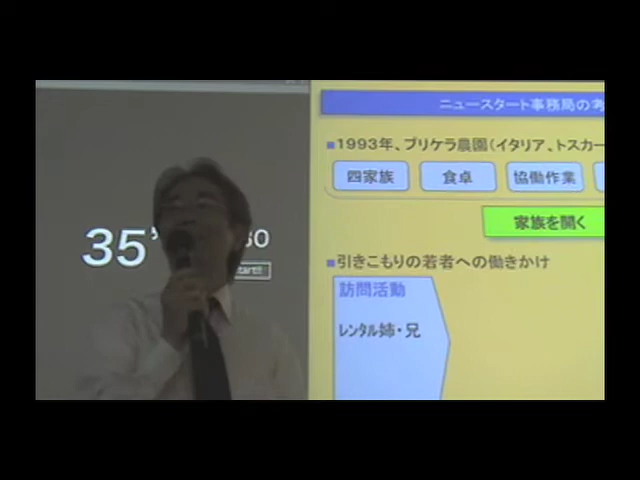 ニュースタート事務局の考
■1993年、ブリケラ農園(イタリア、トスカー
四家族 食卓 協働作業
家族を開く
35 60
start!!
■引きこもりの若者への働きかけ
訪問活動
レンタル姉・兄